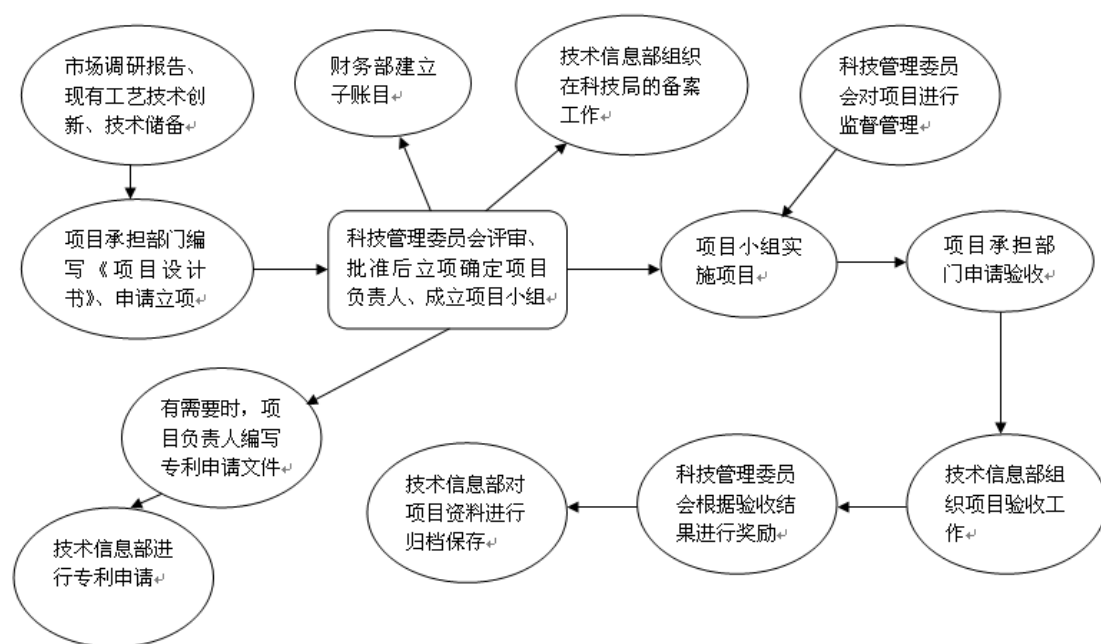 市场调研报告、
现有工艺技术创
新、技术储备↵
财务部建立
子账目↵
技术信息部组织
在科技局的备案
工作↵
科技管理委员
会对项目进行
监督管理↵
项目承担部门编
写《项目设计
书》、申请立项↵
科技管理委员会评审、
批准后立项确定项目
负责人、成立项目小组↵
项目小组实
施项目↵
项目承担部
门申请验收↵
有需要时，项
目负责人编写
专利申请文件↵
技术信息部对
项目资料进行
归档保存↵
科技管理委员
会根据验收结
果进行奖励↵
技术信息部组
织项目验收工
作↵
技术信息部进
行专利申请↵